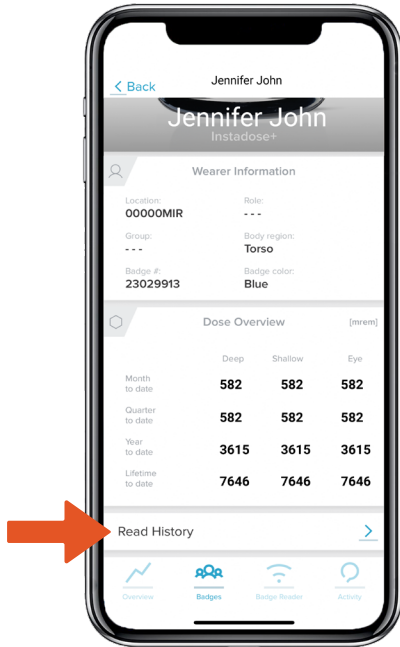 Back
Jennifer John
Jennifer John
Instadose+
Wearer Information
Location: Role:
00000MIR ---
Group: Body region:
--- Torso
Badge #: Badge color:
23029913 Blue
Dose Overview [mrem]
Deep Shallow Eye
Month to date 582 582 582
Quarter to date 582 582 582
Year to date 3615 3615 3615
Lifetime to date 7646 7646 7646
Read History
Overview Badges Badge Reader Activity